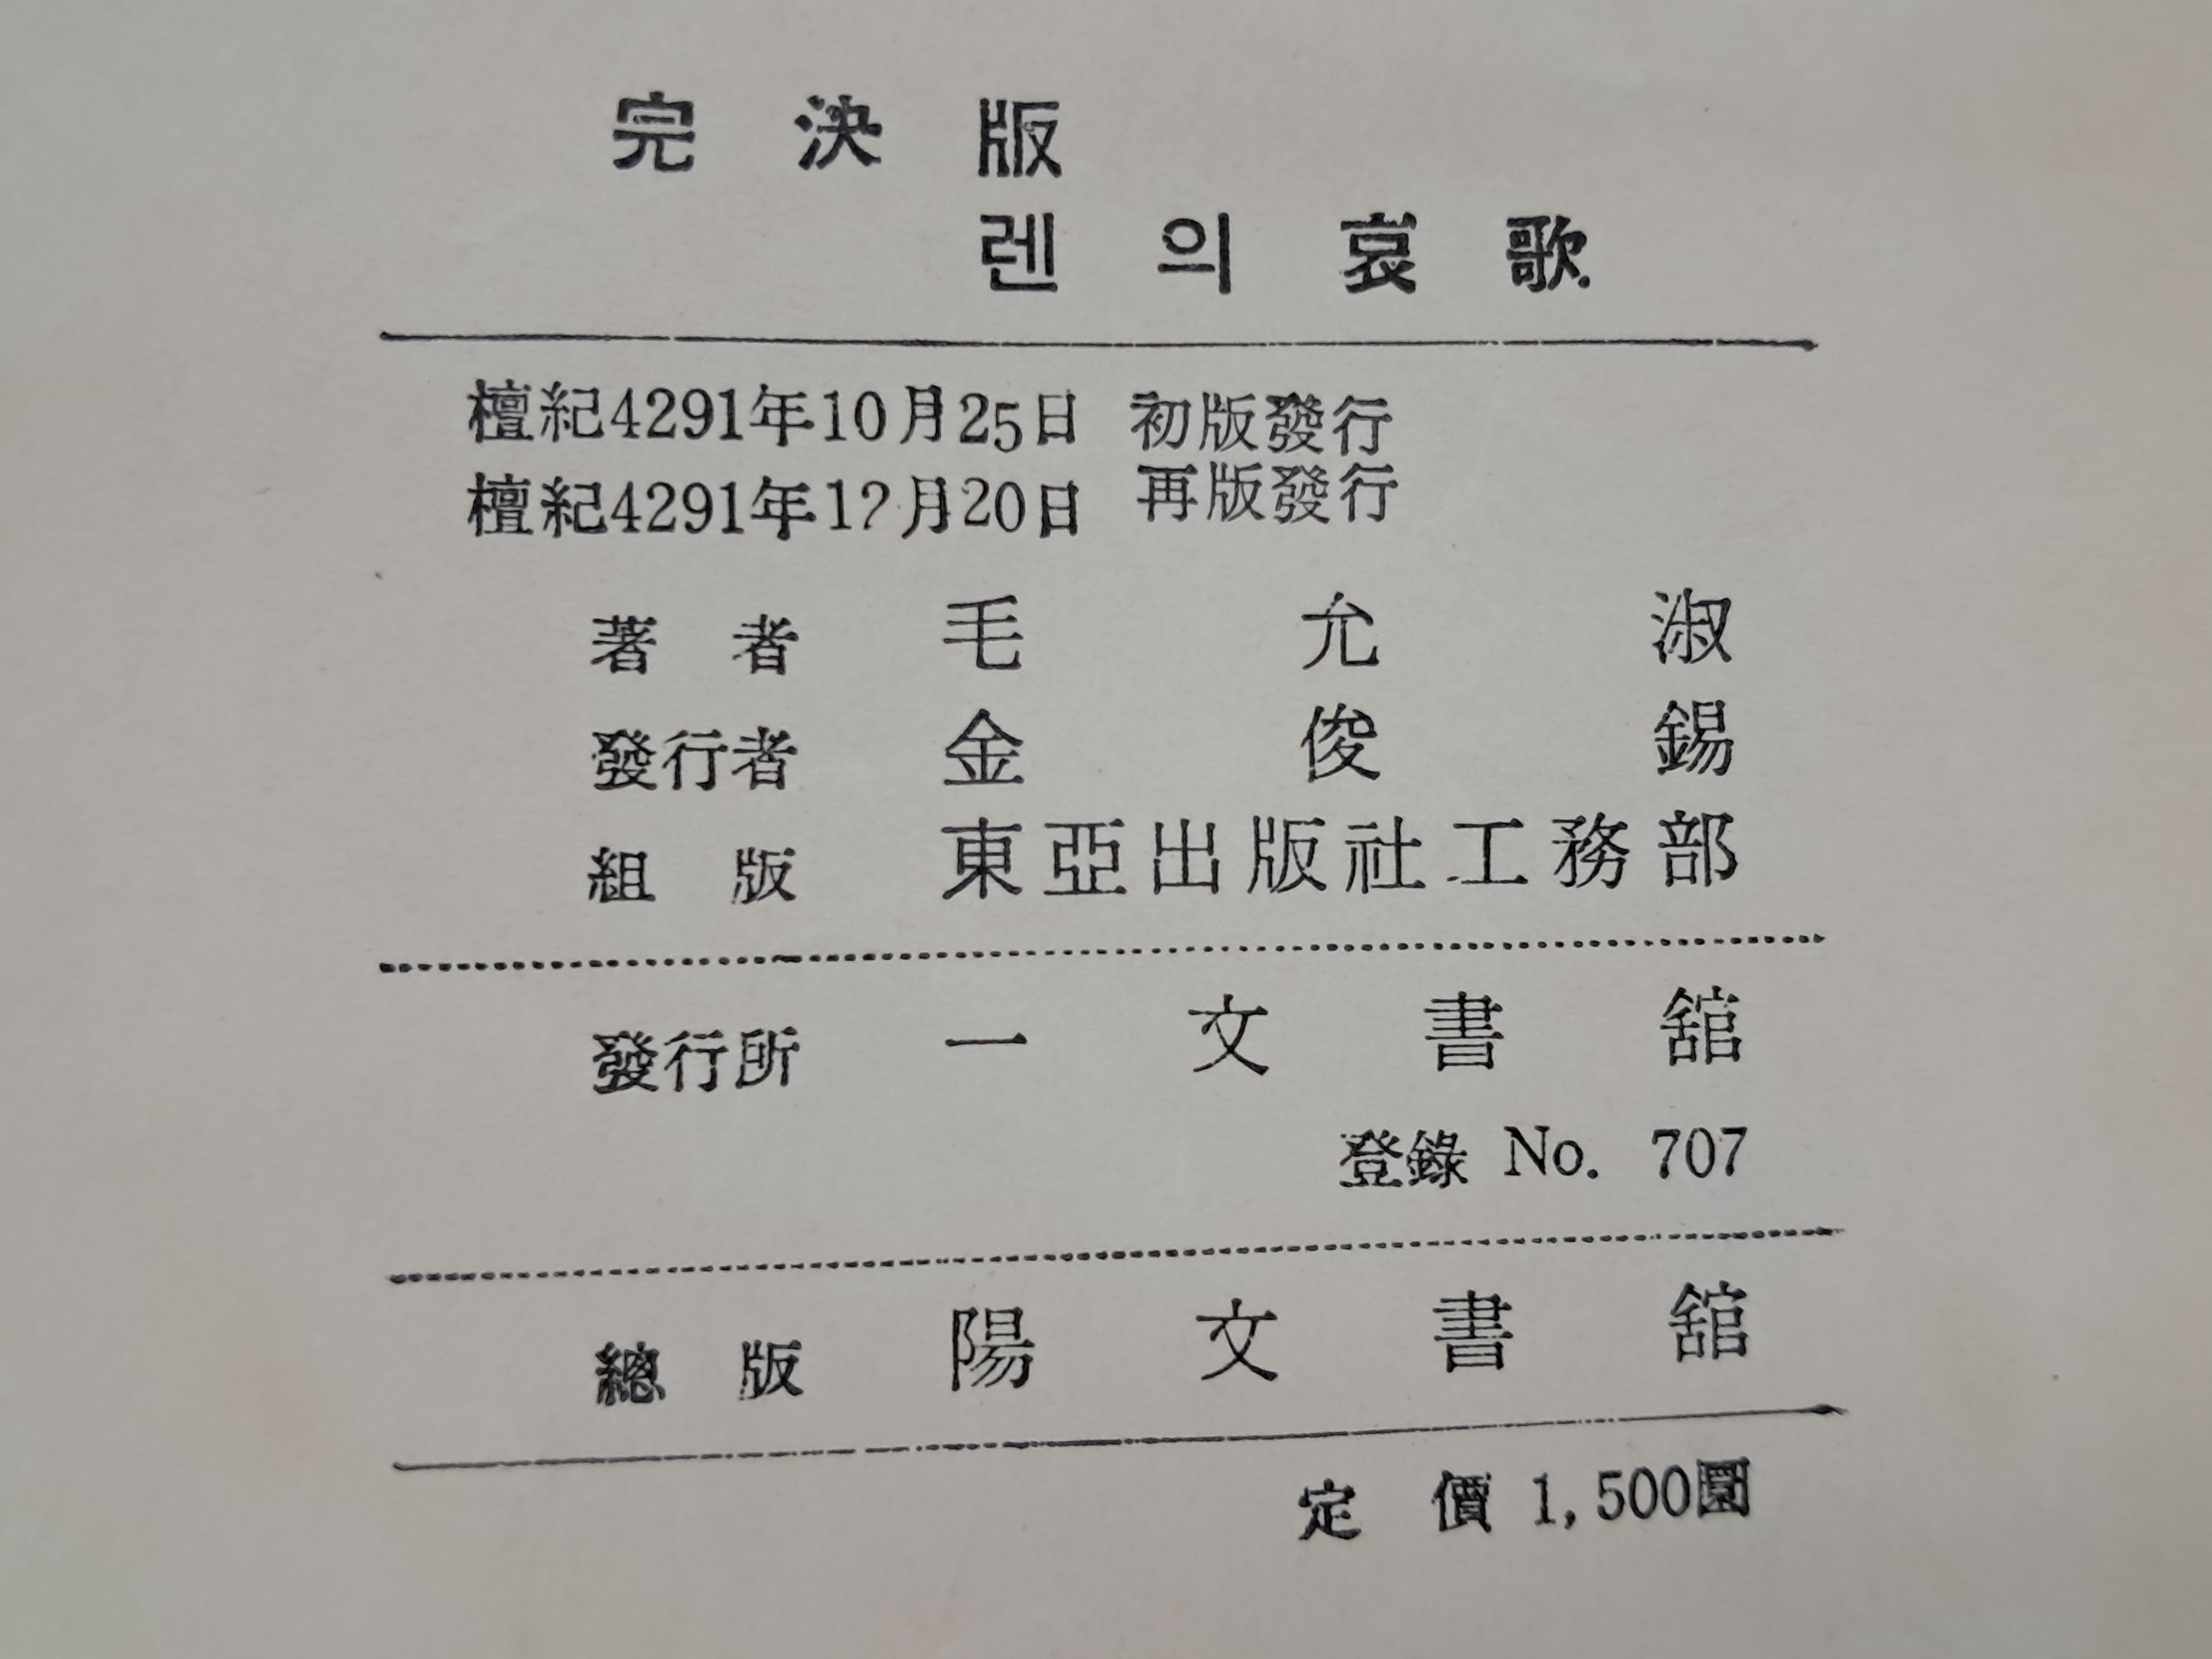 完決版
렌의哀歌
檀紀4291年10月25日 初版發行
檀紀4291年12月20日 再版發行
著者 毛允淑
發行者 金俊錫
組版 東亞出版社工務部
發行所 一文書舘
登錄 No. 707
總版 陽文書舘
定價 1,500圜